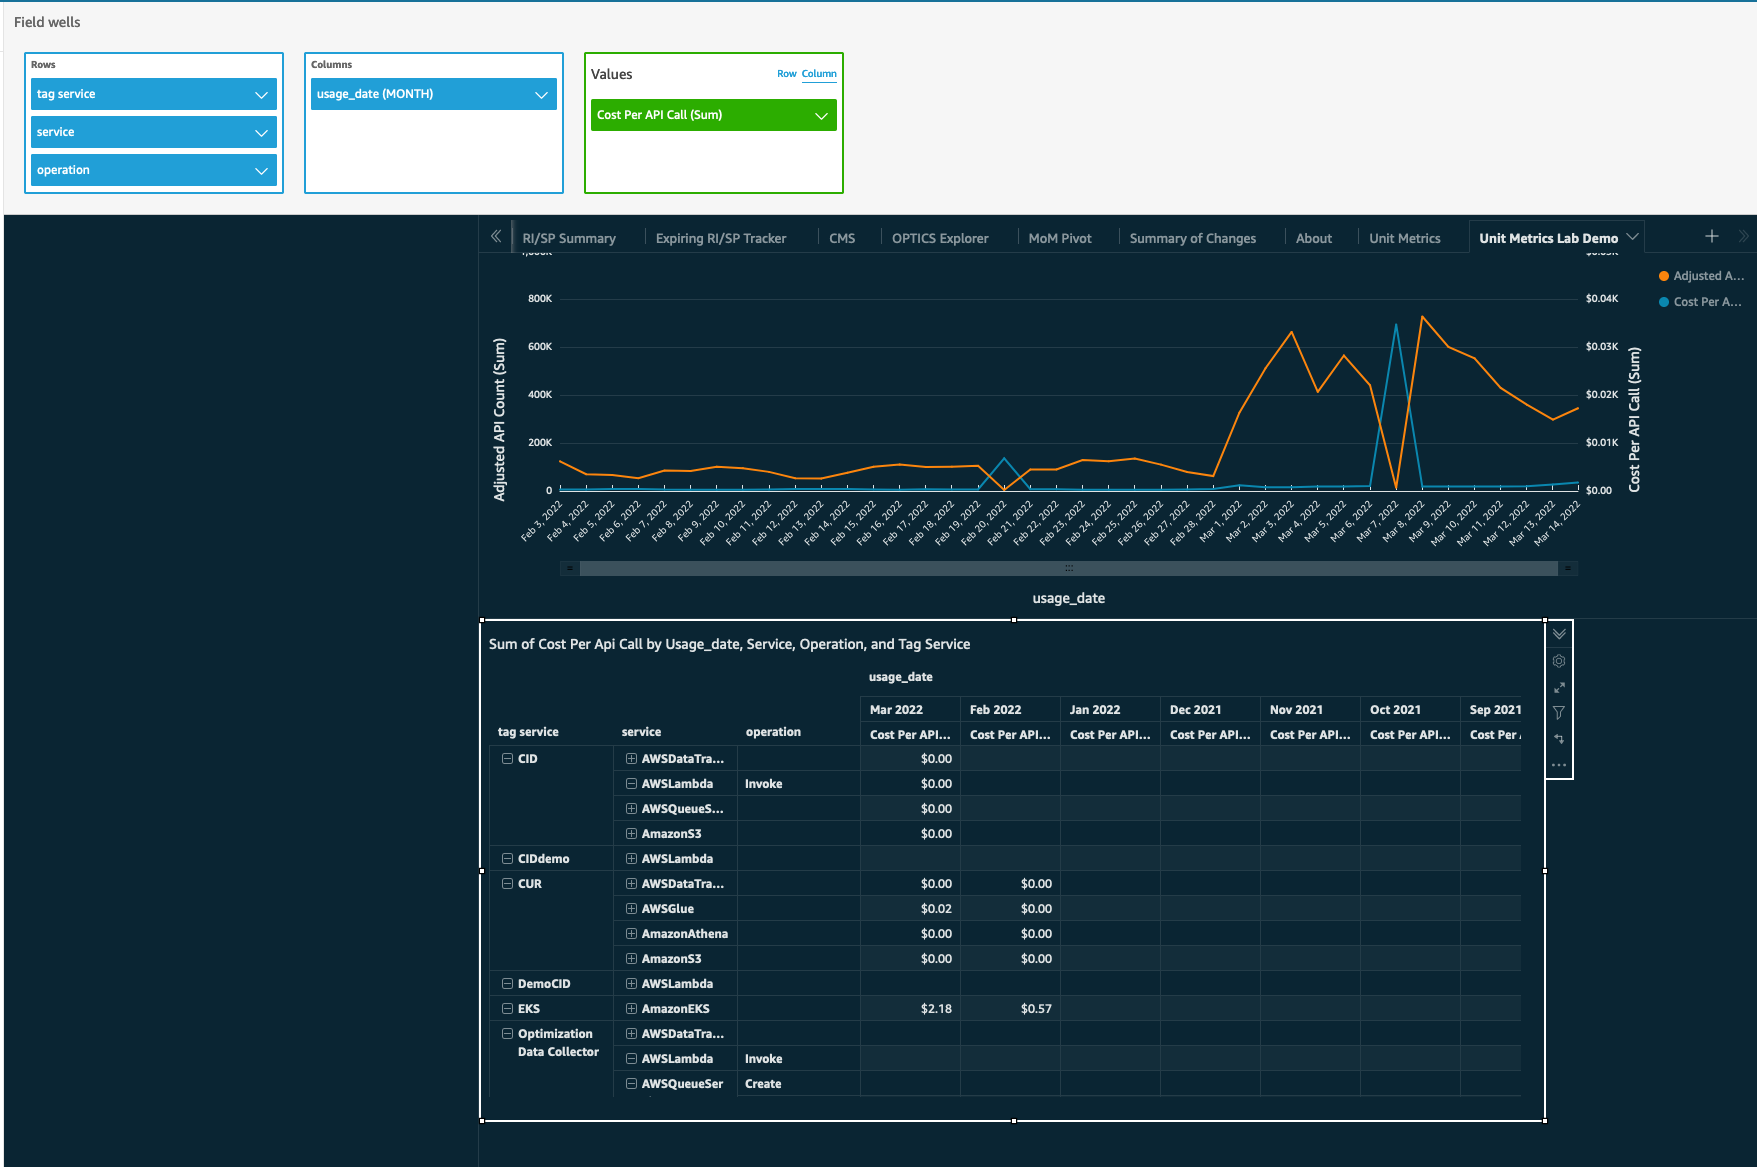 Field wells
Rows
tag service
service
operation
Columns
usage_date (MONTH)
Values
Row Column
Cost Per API Call (Sum)
RI/SP Summary
Expiring RI/SP Tracker
CMS
OPTICS Explorer
MoM Pivot
Summary of Changes
About
Unit Metrics
Unit Metrics Lab Demo
Adjusted A...
Cost Per A...
Adjusted API Count (Sum)
800K
600K
400K
200K
0
$0.04K
$0.03K
$0.02K
$0.01K
$0.00
Cost Per API Call (Sum)
Feb 3, 2022
Feb 4, 2022
Feb 5, 2022
Feb 6, 2022
Feb 7, 2022
Feb 8, 2022
Feb 9, 2022
Feb 10, 2022
Feb 11, 2022
Feb 12, 2022
Feb 13, 2022
Feb 14, 2022
Feb 15, 2022
Feb 16, 2022
Feb 17, 2022
Feb 18, 2022
Feb 19, 2022
Feb 20, 2022
Feb 21, 2022
Feb 22, 2022
Feb 23, 2022
Feb 24, 2022
Feb 25, 2022
Feb 26, 2022
Feb 27, 2022
Feb 28, 2022
Mar 1, 2022
Mar 2, 2022
Mar 3, 2022
Mar 4, 2022
Mar 5, 2022
Mar 6, 2022
Mar 7, 2022
Mar 8, 2022
Mar 9, 2022
Mar 10, 2022
Mar 11, 2022
Mar 12, 2022
Mar 13, 2022
Mar 14, 2022
usage_date
Sum of Cost Per Api Call by Usage_date, Service, Operation, and Tag Service
usage_date
Mar 2022 Feb 2022 Jan 2022 Dec 2021 Nov 2021 Oct 2021 Sep 2021
tag service service operation Cost Per API... Cost Per API... Cost Per API... Cost Per API... Cost Per API... Cost Per API... Cost Per
CID AWSDataTra... $0.00
AWSLambda Invoke $0.00
AWSQueueS... $0.00
AmazonS3 $0.00
CIDdemo AWSLambda
CUR AWSDataTra... $0.00 $0.00
AWSGlue $0.02 $0.00
AmazonAthena $0.00 $0.00
AmazonS3 $0.00 $0.00
DemoCID AWSLambda
EKS AmazonEKS $2.18 $0.57
Optimization AWSDataTra...
Data Collector
AWSLambda Invoke
AWSQueueSer Create